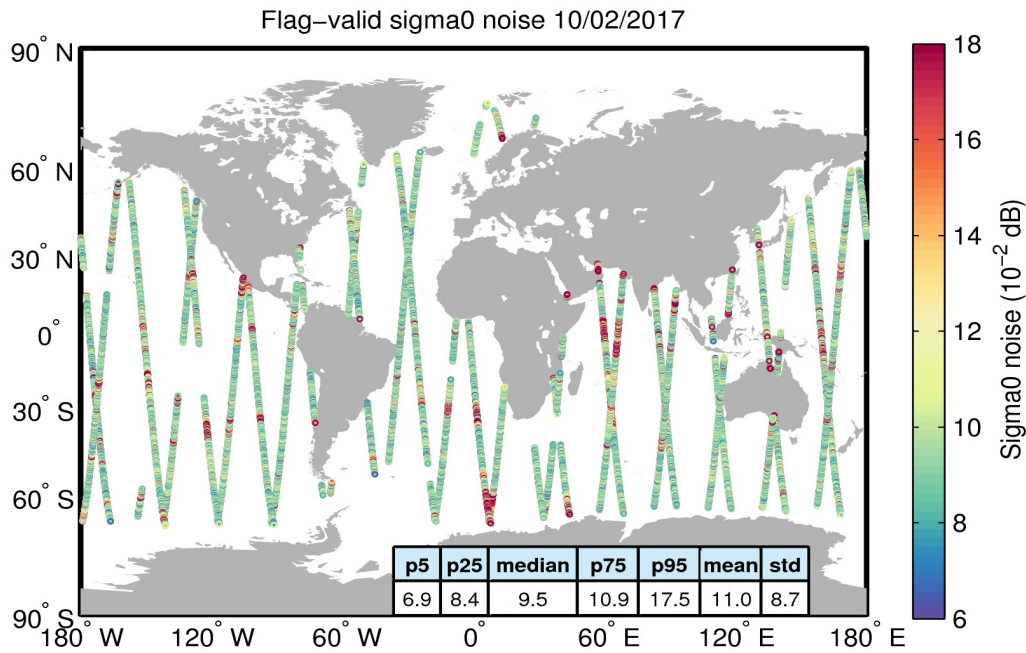 Flag−valid sigma0 noise 10/02/2017
90° N
60° N
30° N
0°
30° S
60° S
90° S
180° W
120° W
60° W
0°
60° E
120° E
180° E
p5 p25 median p75 p95 mean std
6.9 8.4 9.5 10.9 17.5 11.0 8.7
18
16
14
12
10
8
6
Sigma0 noise (10⁻² dB)